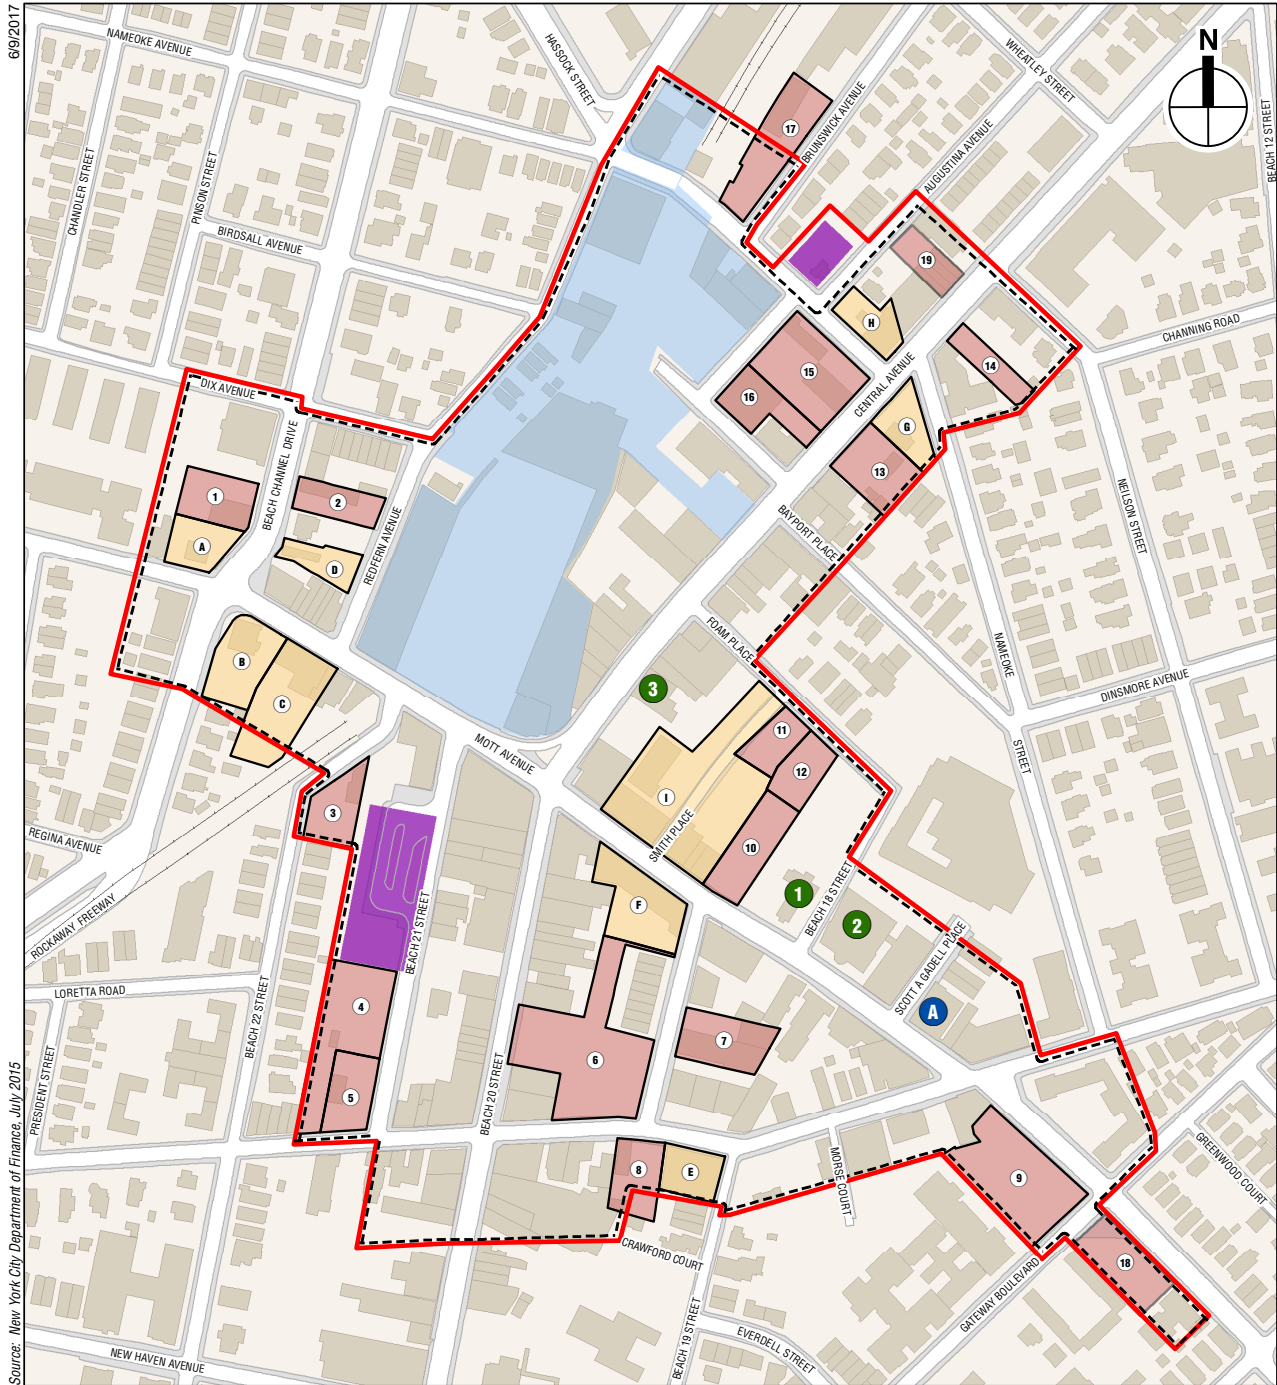 6/9/2017
NAMEOKE AVENUE
HASSOCK STREET
WHEATLEY STREET
N
BEACH 12 STREET
CHANDLER STREET
PINSON STREET
BIRDSALL AVENUE
17
BRUNSWICK AVENUE
AUGUSTINA AVENUE
19
H
CHANNING ROAD
DIX AVENUE
15
14
16
CENTRAL AVENUE
G
13
1
BEACH CHANNEL DRIVE
2
A
D
REDFERN AVENUE
BAYPORT PLACE
NEILSON STREET
FOAM PLACE
NAMEOKE
STREET
DINSMORE AVENUE
B
C
3
11
12
MOTT AVENUE
I
SMITH PLACE
10
3
REGINA AVENUE
ROCKAWAY FREEWAY
BEACH 21 STREET
F
1
BEACH 18 STREET
2
SCOTT A GADELL PLACE
A
LORETTA ROAD
BEACH 22 STREET
4
5
PRESIDENT STREET
BEACH 20 STREET
6
7
8
E
MORSE COURT
9
GREENWOOD COURT
CRAWFORD COURT
18
GATEWAY BOULEVARD
BEACH 19 STREET
EVERDELL STREET
NEW HAVEN AVENUE
Source: New York City Department of Finance, July 2015